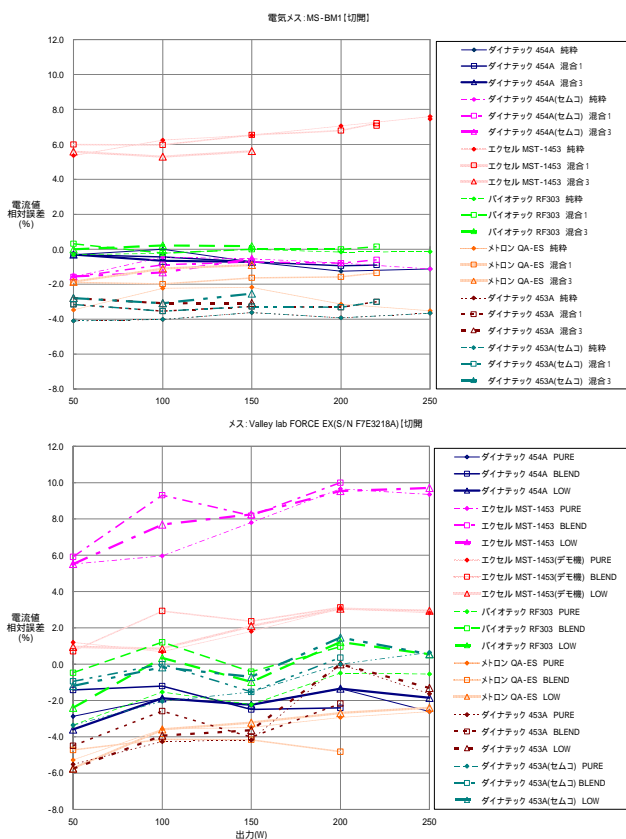 電気メス：MS-BM1【切開】
12.0
10.0
8.0
6.0
4.0
2.0
0.0
-2.0
-4.0
-6.0
-8.0
電流値
相対誤差
(%)
50
100
150
200
250
ダイナテック 454A 純粋
ダイナテック 454A 混合1
ダイナテック 454A 混合3
ダイナテック 454A(セムコ) 純粋
ダイナテック 454A(セムコ) 混合1
ダイナテック 454A(セムコ) 混合3
エクセル MST-1453 純粋
エクセル MST-1453 混合1
エクセル MST-1453 混合3
バイオテック RF303 純粋
バイオテック RF303 混合1
バイオテック RF303 混合3
メトロン QA-ES 純粋
メトロン QA-ES 混合1
メトロン QA-ES 混合3
ダイナテック 453A 純粋
ダイナテック 453A 混合1
ダイナテック 453A 混合3
ダイナテック 453A(セムコ) 純粋
ダイナテック 453A(セムコ) 混合1
ダイナテック 453A(セムコ) 混合3
メス：Valley lab FORCE EX(S/N F7E3218A)【切開
12.0
10.0
8.0
6.0
4.0
2.0
0.0
-2.0
-4.0
-6.0
-8.0
電流値
相対誤差
(%)
50
100
150
200
250
出力(W)
ダイナテック 454A PURE
ダイナテック 454A BLEND
ダイナテック 454A LOW
エクセル MST-1453 PURE
エクセル MST-1453 BLEND
エクセル MST-1453 LOW
エクセル MST-1453(デモ機) PURE
エクセル MST-1453(デモ機) BLEND
エクセル MST-1453(デモ機) LOW
バイオテック RF303 PURE
バイオテック RF303 BLEND
バイオテック RF303 LOW
メトロン QA-ES PURE
メトロン QA-ES BLEND
メトロン QA-ES LOW
ダイナテック 453A PURE
ダイナテック 453A BLEND
ダイナテック 453A LOW
ダイナテック 453A(セムコ) PURE
ダイナテック 453A(セムコ) BLEND
ダイナテック 453A(セムコ) LOW